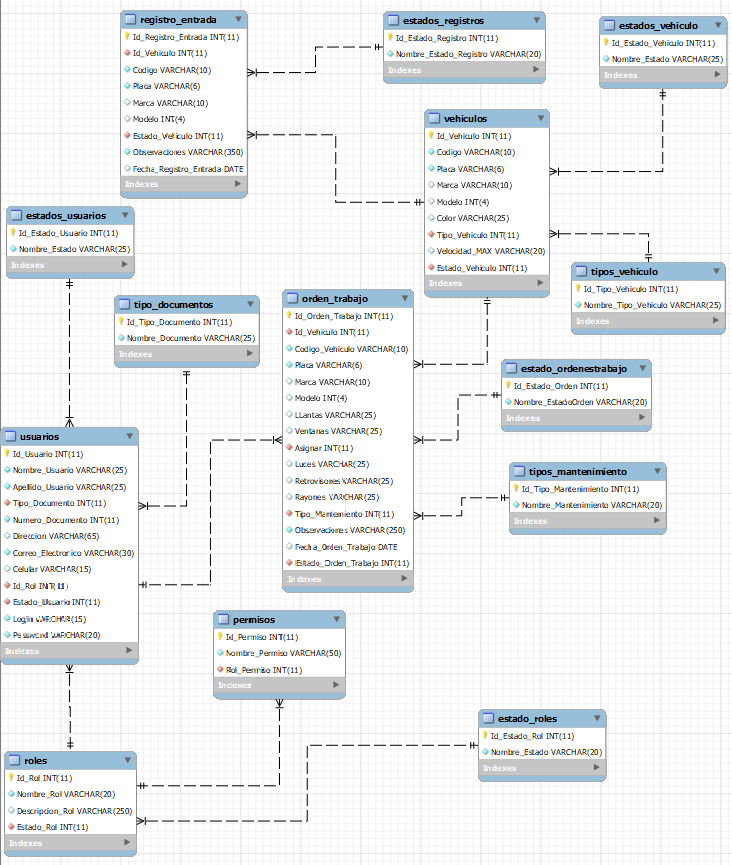 registro_entrada
Id_Registro_Entrada INT(11)
Id_Vehiculo INT(11)
Codigo VARCHAR(10)
Placa VARCHAR(6)
Marca VARCHAR(10)
Modelo INT(4)
Estado_Vehiculo INT(11)
Observaciones VARCHAR(350)
Fecha_Registro_Entrada DATE
Indexes
estados_registros
Id_Estado_Registro INT(11)
Nombre_Estado_Registro VARCHAR(20)
Indexes
estados_vehiculo
Id_Estado_Vehiculo INT(11)
Nombre_Estado VARCHAR(25)
Indexes
vehiculos
Id_Vehiculo INT(11)
Codigo VARCHAR(10)
Placa VARCHAR(6)
Marca VARCHAR(10)
Modelo INT(4)
Color VARCHAR(25)
Tipo_Vehiculo INT(11)
Velocidad_MAX VARCHAR(20)
Estado_Vehiculo INT(11)
Indexes
estados_usuarios
Id_Estado_Usuario INT(11)
Nombre_Estado VARCHAR(25)
Indexes
tipos_vehiculo
Id_Tipo_Vehiculo INT(11)
Nombre_Tipo_Vehiculo VARCHAR(25)
Indexes
tipo_documentos
Id_Tipo_Documento INT(11)
Nombre_Documento VARCHAR(25)
Indexes
orden_trabajo
Id_Orden_Trabajo INT(11)
Id_Vehiculo INT(11)
Codigo_Vehiculo VARCHAR(10)
Placa VARCHAR(6)
Marca VARCHAR(10)
Modelo INT(4)
LLantas VARCHAR(25)
Ventanas VARCHAR(25)
Asignar INT(11)
Luces VARCHAR(25)
Retrovisores VARCHAR(25)
Rayones VARCHAR(25)
Tipo_Mantemiento INT(11)
Observaciones VARCHAR(250)
Fecha_Orden_Trabajo DATE
Estado_Orden_Trabajo INT(11)
Indexes
estado_ordenestrabajo
Id_Estado_Orden INT(11)
Nombre_EstadoOrden VARCHAR(20)
Indexes
usuarios
Id_Usuario INT(11)
Nombre_Usuario VARCHAR(25)
Apellido_Usuario VARCHAR(25)
Tipo_Documento INT(11)
Numero_Documento INT(11)
Direccion VARCHAR(65)
Correo_Electronico VARCHAR(30)
Celular VARCHAR(15)
Id_Rol INT(11)
Estado_Usuario INT(11)
Login VARCHAR(15)
Password VARCHAR(20)
Indexes
tipos_mantenimiento
Id_Tipo_Mantenimiento INT(11)
Nombre_Mantenimiento VARCHAR(20)
Indexes
permisos
Id_Permiso INT(11)
Nombre_Permiso VARCHAR(50)
Rol_Permiso INT(11)
Indexes
estado_roles
Id_Estado_Rol INT(11)
Nombre_Estado VARCHAR(20)
Indexes
roles
Id_Rol INT(11)
Nombre_Rol VARCHAR(20)
Descripcion_Rol VARCHAR(250)
Estado_Rol INT(11)
Indexes